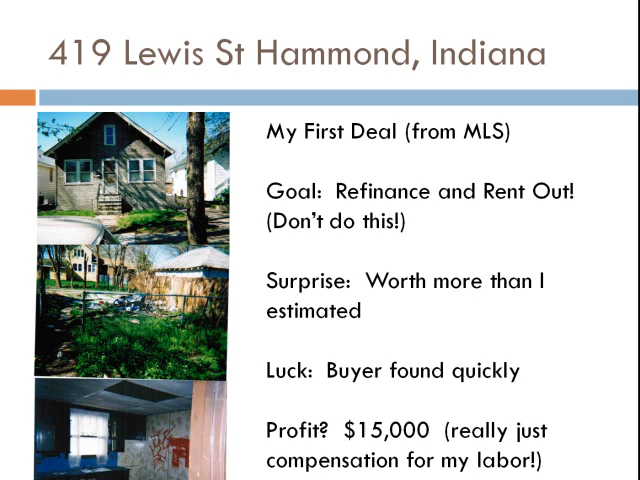 419 Lewis St Hammond, Indiana
My First Deal (from MLS)
Goal:  Refinance and Rent Out!
(Don't do this!)
Surprise:  Worth more than I
estimated
Luck:  Buyer found quickly
Profit?  $15,000  (really just
compensation for my labor!)